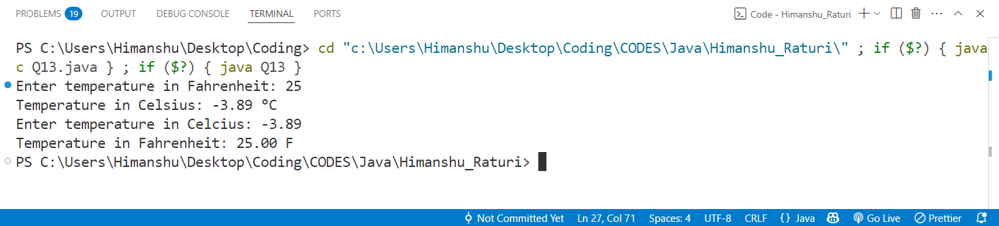 PROBLEMS 19 OUTPUT DEBUG CONSOLE TERMINAL PORTS Code - Himanshu_Raturi
PS C:\Users\Himanshu\Desktop\Coding> cd "c:\Users\Himanshu\Desktop\Coding\CODES\Java\Himanshu_Raturi\" ; if ($?) { java
c Q13.java } ; if ($?) { java Q13 }
Enter temperature in Fahrenheit: 25
Temperature in Celsius: -3.89 °C
Enter temperature in Celcius: -3.89
Temperature in Fahrenheit: 25.00 F
PS C:\Users\Himanshu\Desktop\Coding\CODES\Java\Himanshu_Raturi>
Not Committed Yet Ln 27, Col 71 Spaces: 4 UTF-8 CRLF {} Java Go Live Prettier